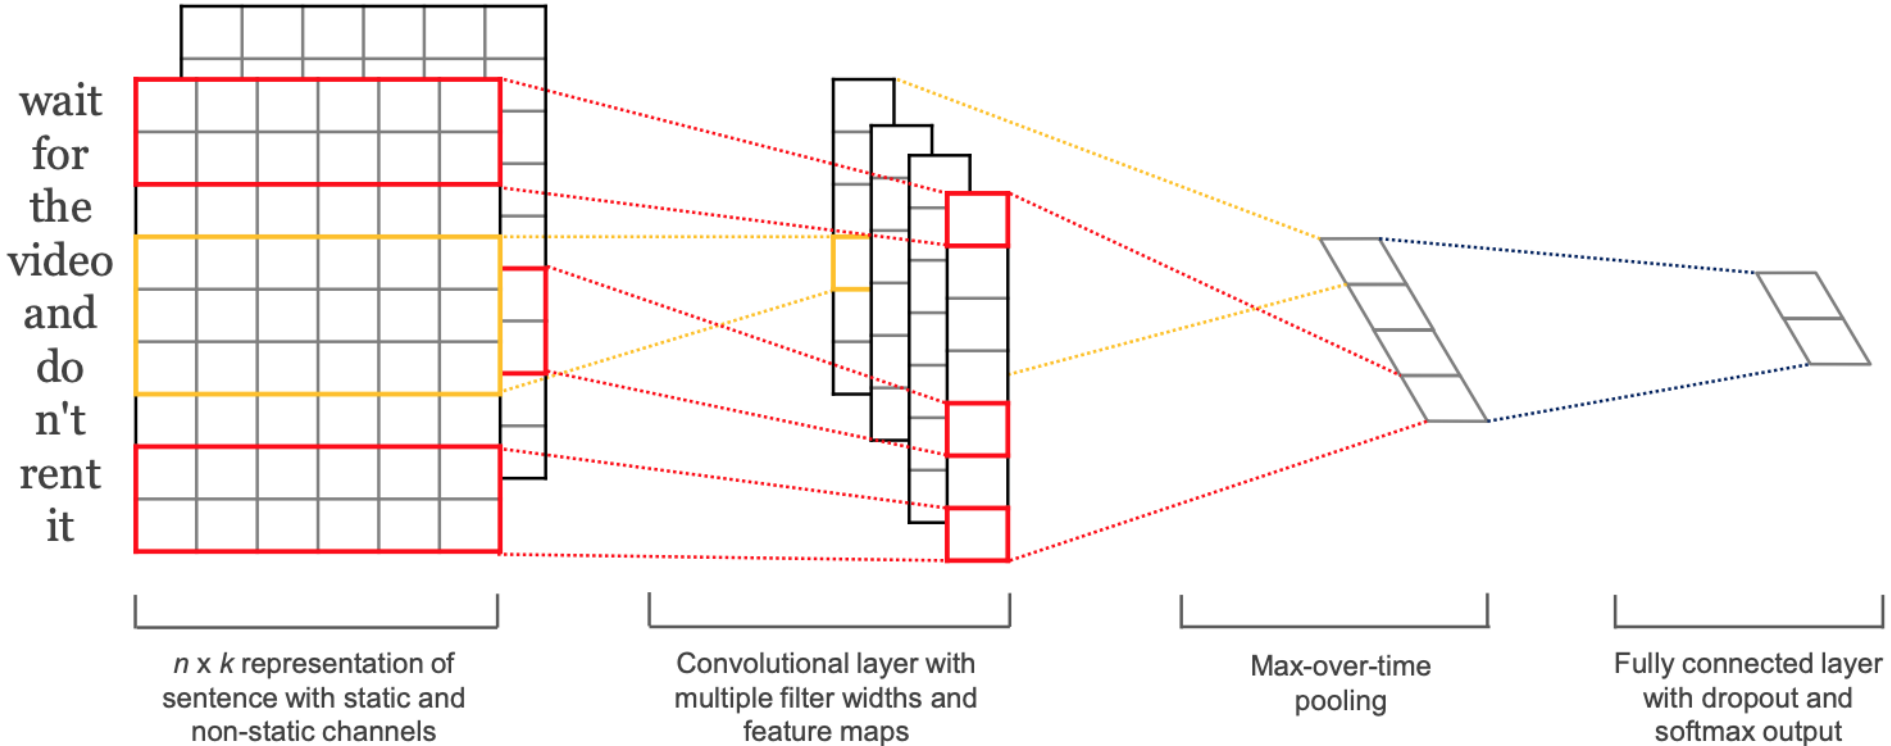 wait
for
the
video
and
do
n't
rent
it
n x k representation of
sentence with static and
non-static channels
Convolutional layer with
multiple filter widths and
feature maps
Max-over-time
pooling
Fully connected layer
with dropout and
softmax output